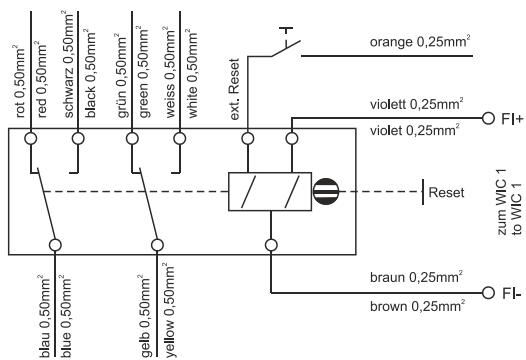 rot 0,50mm²
red 0,50mm²
schwarz 0,50mm²
black 0,50mm²
grün 0,50mm²
green 0,50mm²
weiss 0,50mm²
white 0,50mm²
ext. Reset
orange 0,25mm²
violett 0,25mm²
violet 0,25mm²
FI+
Reset
zum WIC 1
to WIC 1
braun 0,25mm²
brown 0,25mm²
FI-
blau 0,50mm²
blue 0,50mm²
gelb 0,50mm²
yellow 0,50mm²